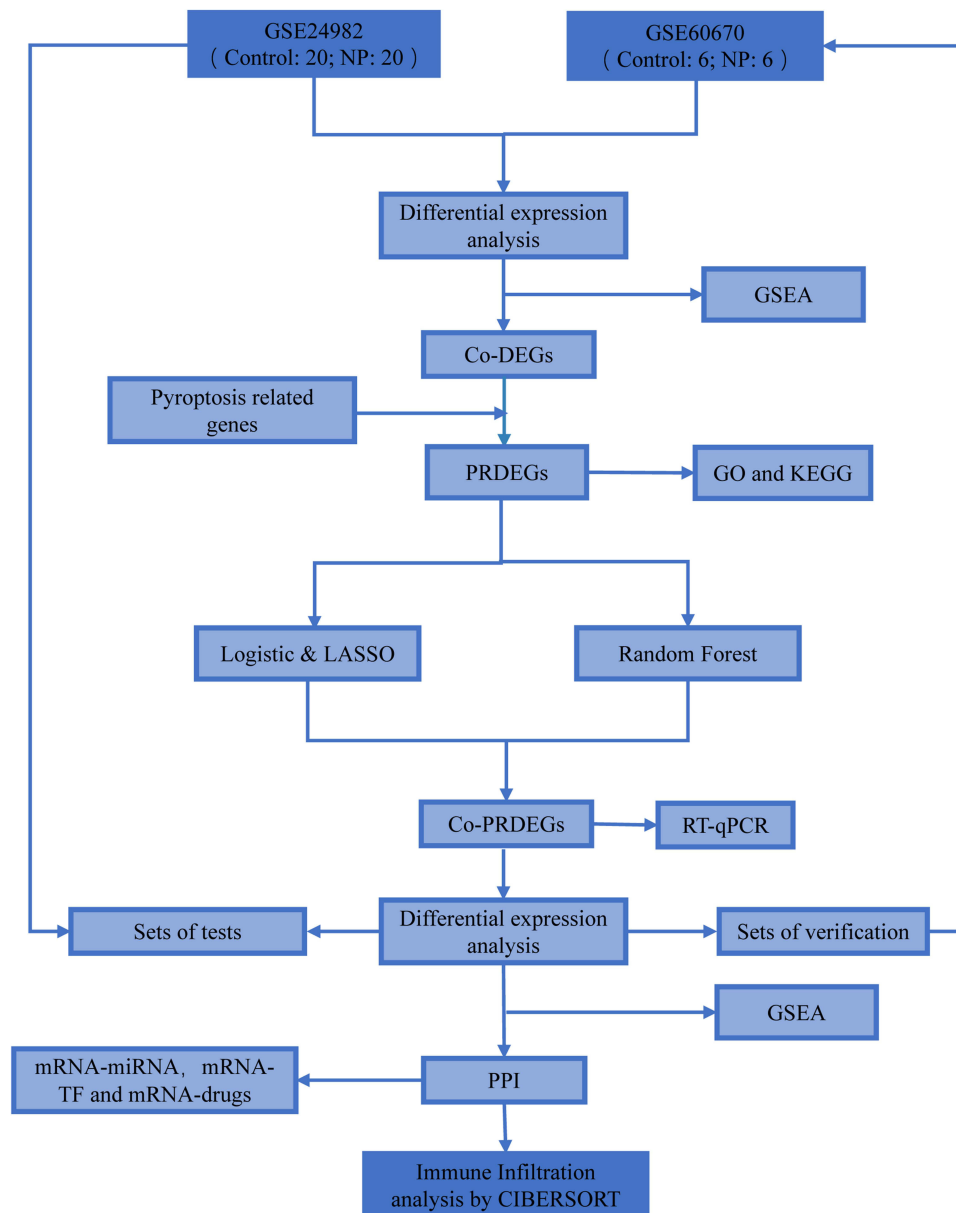 GSE24982
（ Control: 20; NP: 20 ）
GSE60670
（ Control: 6; NP: 6 ）
Differential expression
analysis
GSEA
Co-DEGs
Pyroptosis related
genes
PRDEGs
GO and KEGG
Logistic & LASSO
Random Forest
Co-PRDEGs
RT-qPCR
Sets of tests
Differential expression
analysis
Sets of verification
GSEA
mRNA-miRNA，mRNA-
TF and mRNA-drugs
PPI
Immune Infiltration
analysis by CIBERSORT